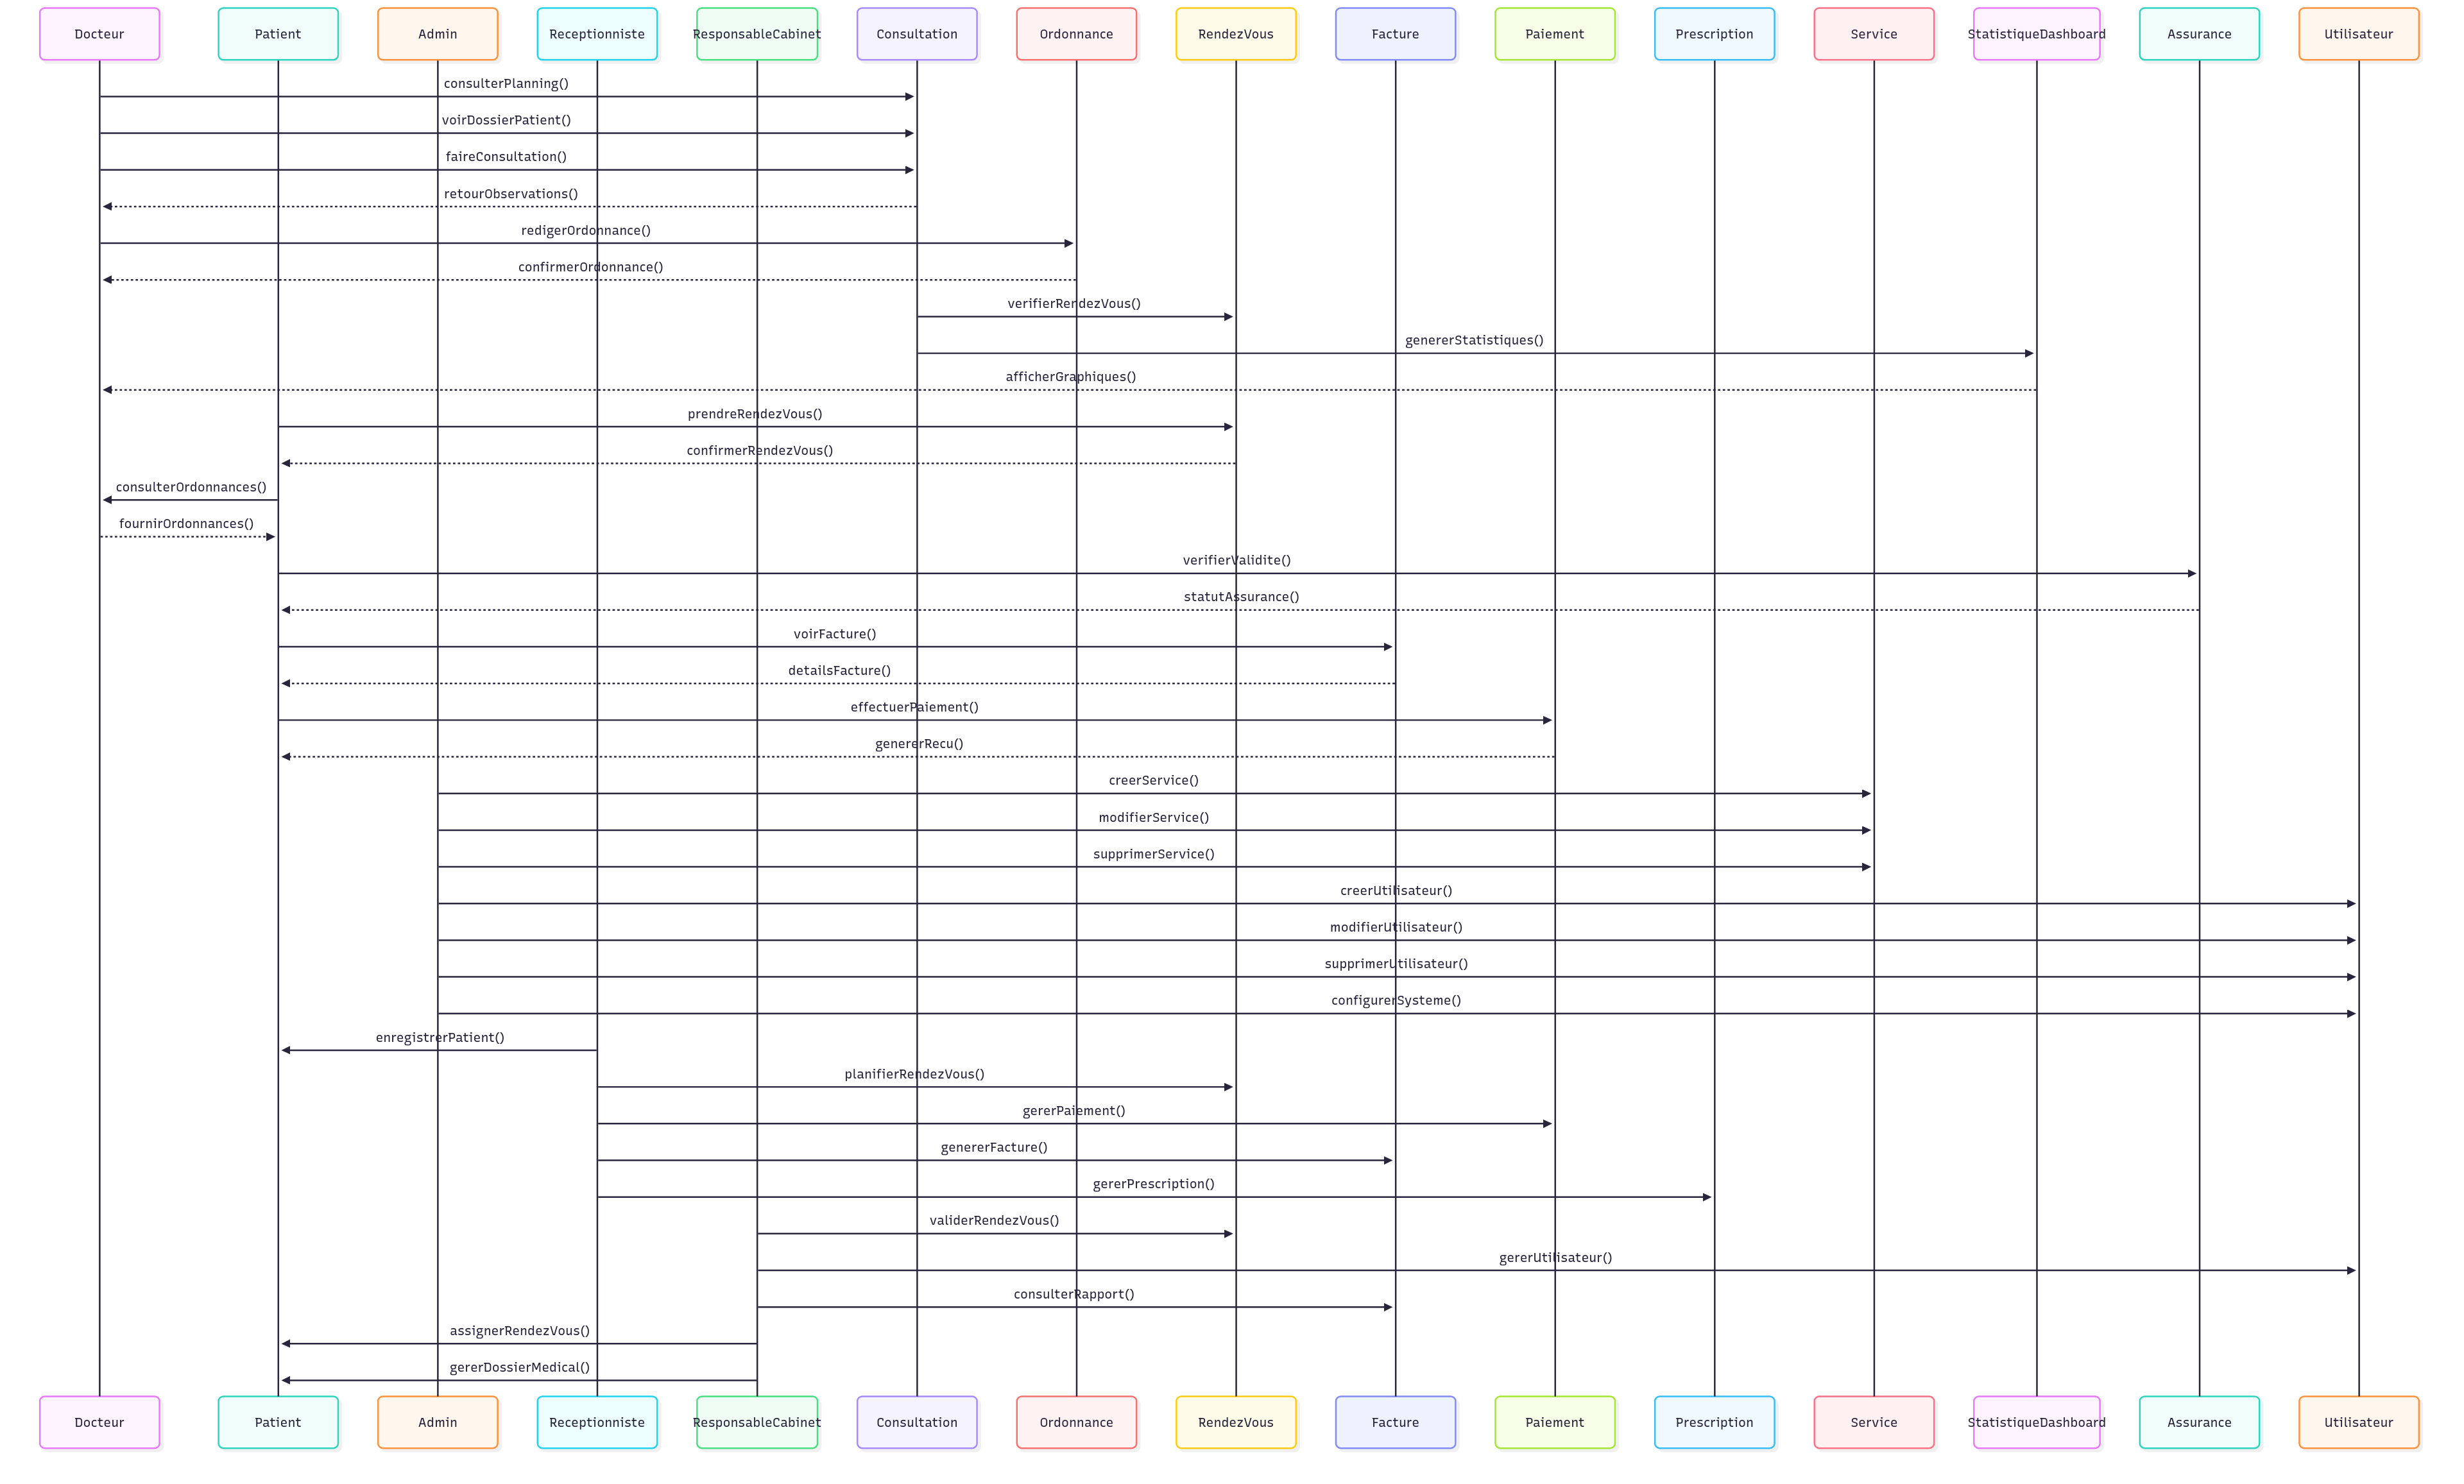 Docteur
Patient
Admin
Receptionniste
ResponsableCabinet
Consultation
Ordonnance
RendezVous
Facture
Paiement
Prescription
Service
StatistiqueDashboard
Assurance
Utilisateur
consulterPlanning()
voirDossierPatient()
faireConsultation()
retourObservations()
redigerOrdonnance()
confirmerOrdonnance()
verifierRendezVous()
genererStatistiques()
afficherGraphiques()
prendreRendezVous()
confirmerRendezVous()
consulterOrdonnances()
fournirOrdonnances()
verifierValidite()
statutAssurance()
voirFacture()
detailsFacture()
effectuerPaiement()
genererRecu()
creerService()
modifierService()
supprimerService()
creerUtilisateur()
modifierUtilisateur()
supprimerUtilisateur()
configurerSysteme()
enregistrerPatient()
planifierRendezVous()
gererPaiement()
genererFacture()
gererPrescription()
validerRendezVous()
gererUtilisateur()
consulterRapport()
assignerRendezVous()
gererDossierMedical()
Docteur
Patient
Admin
Receptionniste
ResponsableCabinet
Consultation
Ordonnance
RendezVous
Facture
Paiement
Prescription
Service
StatistiqueDashboard
Assurance
Utilisateur